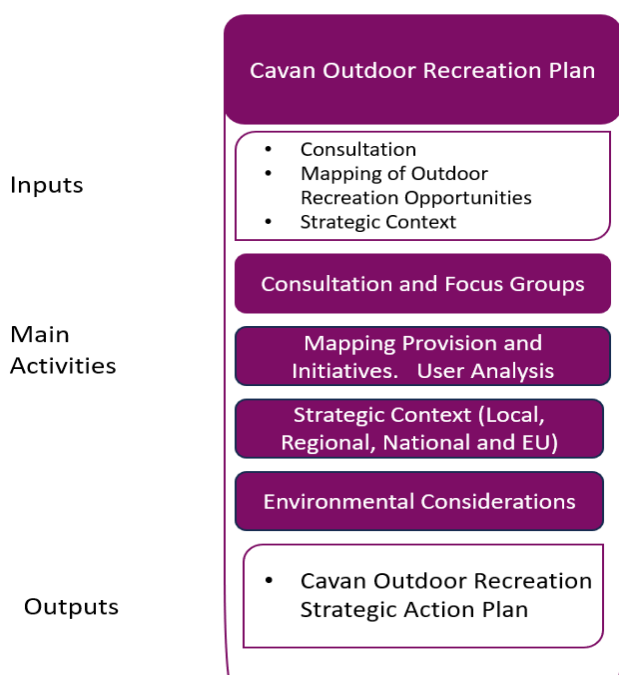 Cavan Outdoor Recreation Plan
Inputs
• Consultation
• Mapping of Outdoor
Recreation Opportunities
• Strategic Context
Consultation and Focus Groups
Main
Activities
Mapping Provision and
Initiatives.   User Analysis
Strategic Context (Local,
Regional, National and EU)
Environmental Considerations
Outputs
• Cavan Outdoor Recreation
Strategic Action Plan